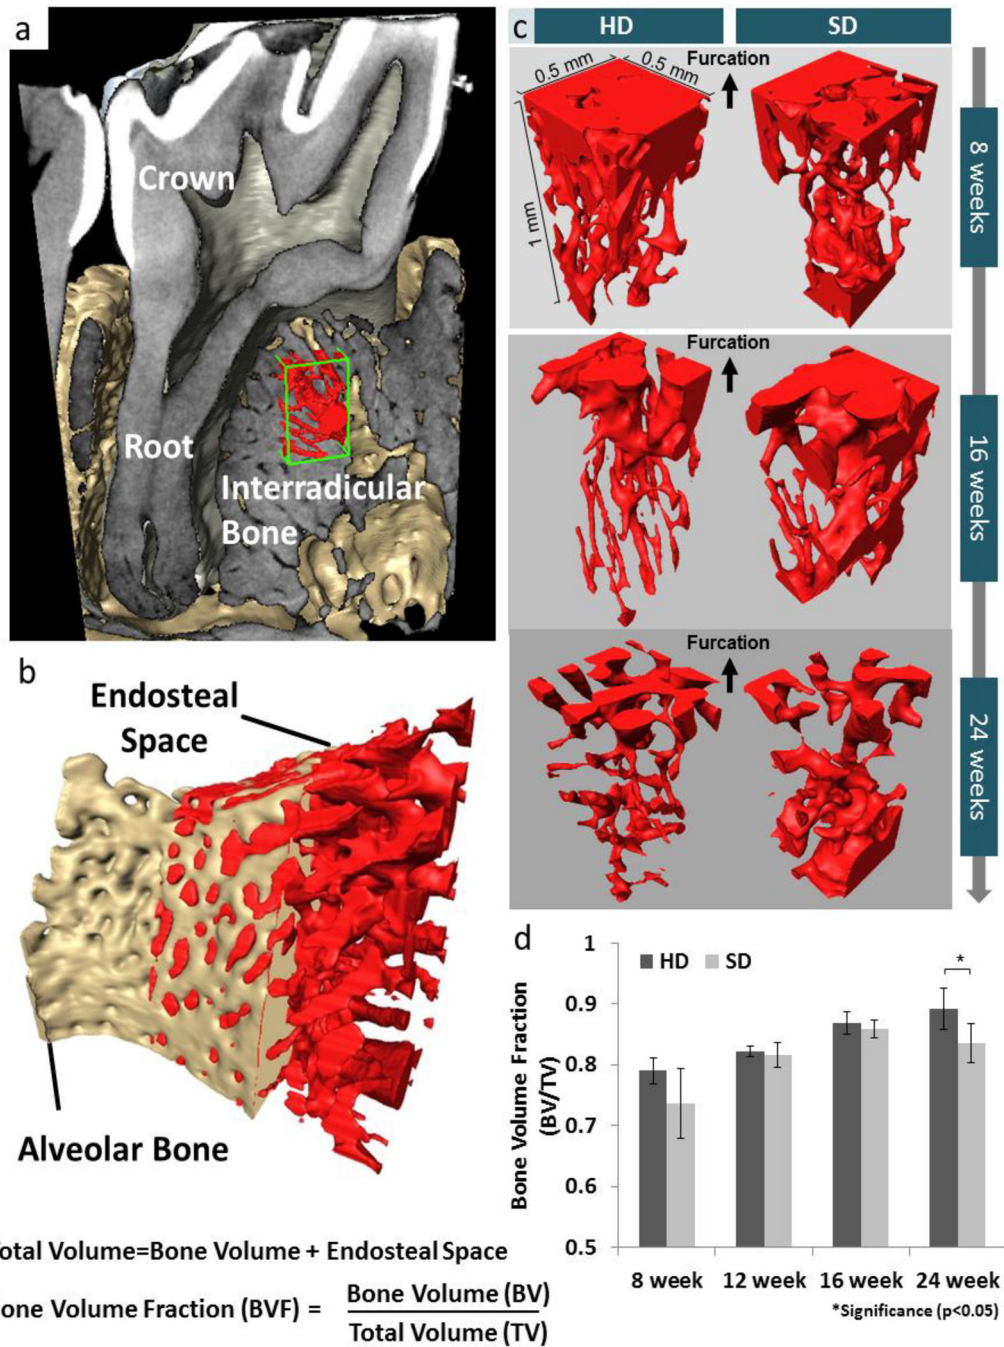 a
Crown
Root
Interradicular
Bone
b
Endosteal
Space
Alveolar Bone
otal Volume=Bone Volume + Endosteal Space
one Volume Fraction (BVF) =
Bone Volume (BV)
Total Volume (TV)
c
HD
SD
0.5 mm
0.5 mm
1 mm
Furcation
8 weeks
Furcation
16 weeks
Furcation
24 weeks
d
HD
SD
*
Bone Volume Fraction
(BV/TV)
1
0.9
0.8
0.7
0.6
0.5
8 week
12 week
16 week
24 week
*Significance (p<0.05)